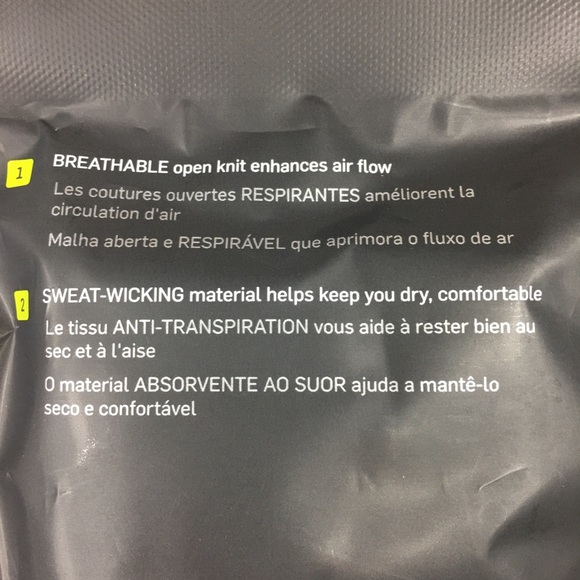 1
BREATHABLE open knit enhances air flow
Les coutures ouvertes RESPIRANTES améliorent la
circulation d'air
Malha aberta e RESPIRÁVEL que aprimora o fluxo de ar
2
SWEAT-WICKING material helps keep you dry, comfortable
Le tissu ANTI-TRANSPIRATION vous aide à rester bien au
sec et à l'aise
O material ABSORVENTE AO SUOR ajuda a mantê-lo
seco e confortável